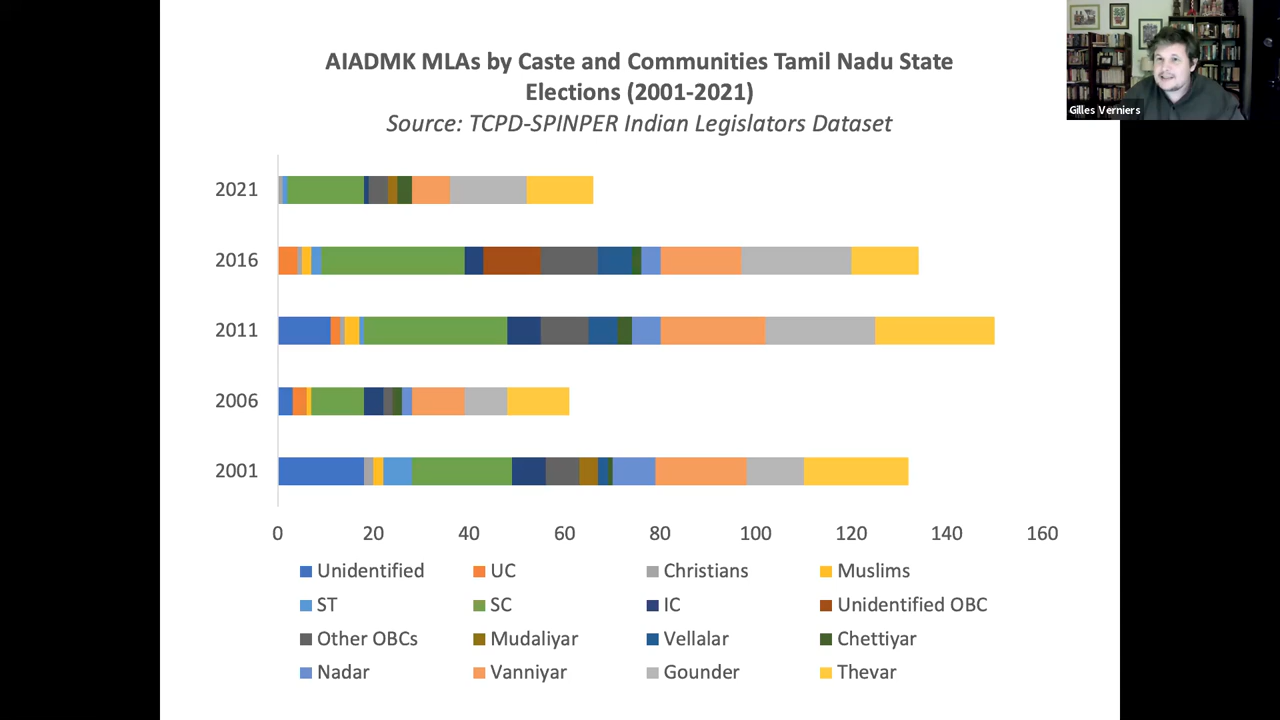 AIADMK MLAs by Caste and Communities Tamil Nadu State
Elections (2001-2021)
Source: TCPD-SPINPER Indian Legislators Dataset
Gilles Verniers
2021
2016
2011
2006
2001
0 20 40 60 80 100 120 140 160
Unidentified UC Christians Muslims
ST SC IC Unidentified OBC
Other OBCs Mudaliyar Vellalar Chettiyar
Nadar Vanniyar Gounder Thevar